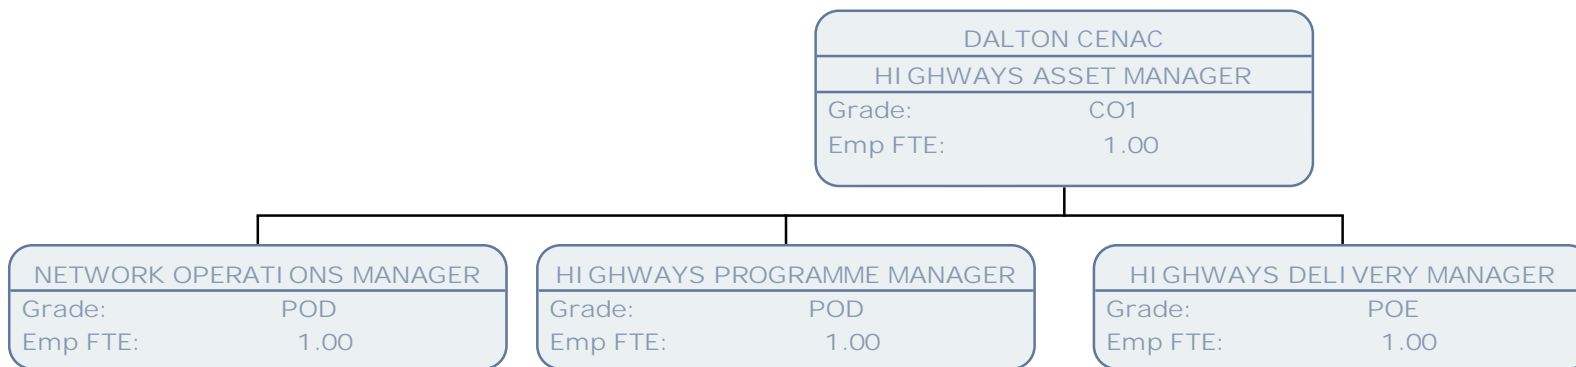 DALTON CENAC
HIGHWAYS ASSET MANAGER
Grade: CO1
Emp FTE: 1.00
NETWORK OPERATIONS MANAGER
Grade: POD
Emp FTE: 1.00
HIGHWAYS PROGRAMME MANAGER
Grade: POD
Emp FTE: 1.00
HIGHWAYS DELIVERY MANAGER
Grade: POE
Emp FTE: 1.00